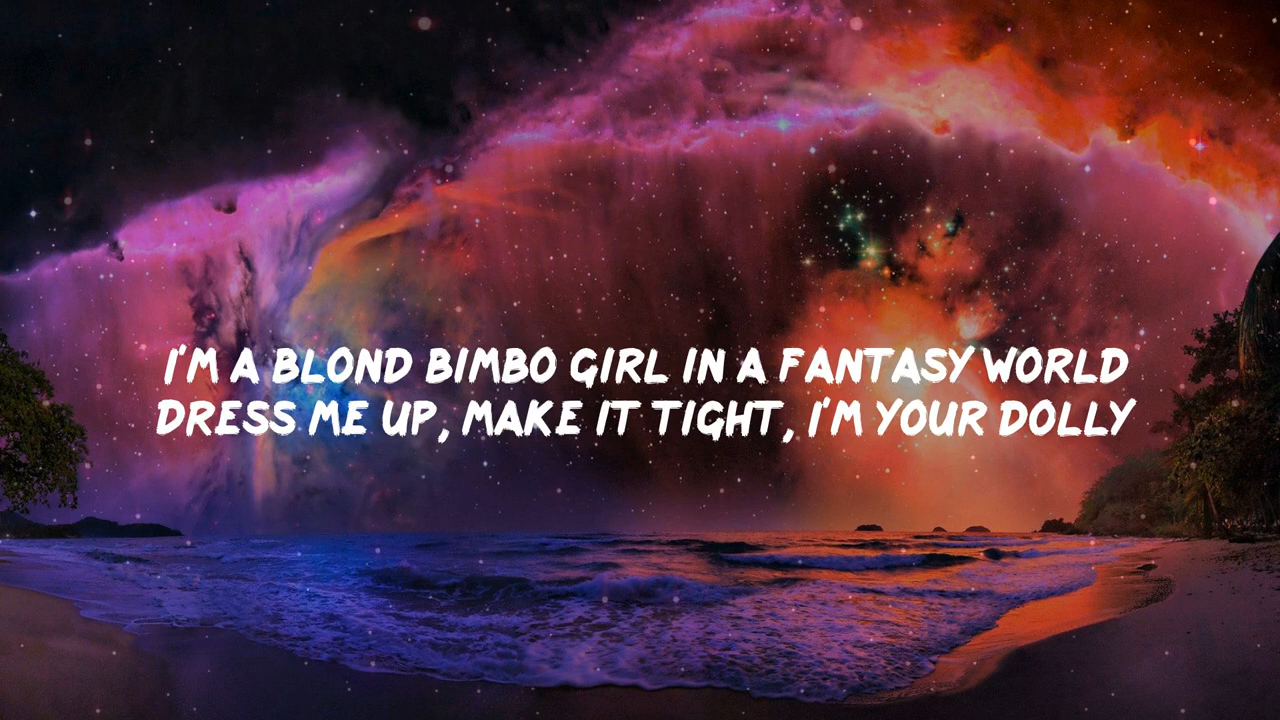 I'M A BLOND BIMBO GIRL IN A FANTASY WORLD
DRESS ME UP, MAKE IT TIGHT, I'M YOUR DOLLY